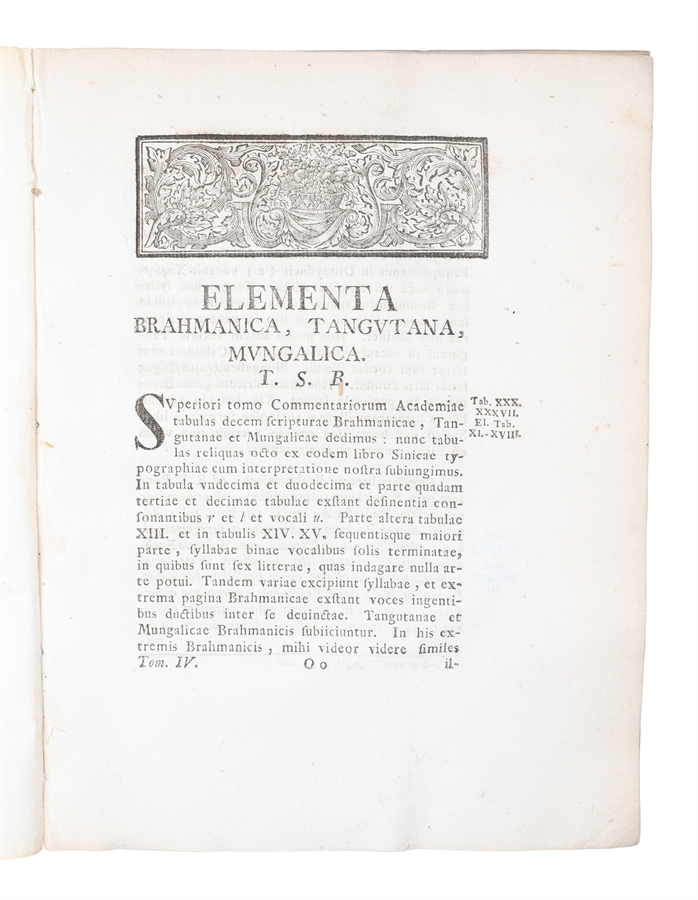 ELEMENTA
BRAHMANICA, TANGVTANA,
MVNGALICA.
T. S. B.
SVperiori tomo Commentariorum Academiae
tabulas decem ſcripturae Brahmanicae, Tan-
gutanae et Mungalicae dedimus : nunc tabu-
las reliquas octo ex eodem libro Sinicae ty-
pographiae cum interpretatione noſtra ſubiungimus.
In tabula vndecima et duodecima et parte quadam
tertiae et decimae tabulae exſtant deſinentia con-
ſonantibus r et l et vocali u. Parte altera tabulae
XIII. et in tabulis XIV. XV. ſequentisque maiori
parte, ſyllabae binae vocalibus ſolis terminatae,
in quibus ſunt ſex litterae, quas indagare nulla ar-
te potui. Tandem variae excipiunt ſyllabae, et ex-
trema pagina Brahmanicae exſtant voces ingenti-
bus ductibus inter ſe deuinctae. Tangutanae et
Mungalicae Brahmanicis ſubiiciuntur. In his ex-
tremis Brahmanicis, mihi videor videre ſimiles
Tom. IV. O o il-
Tab. XXX.
XXXVII.
El. Tab.
XI.-XVIII.